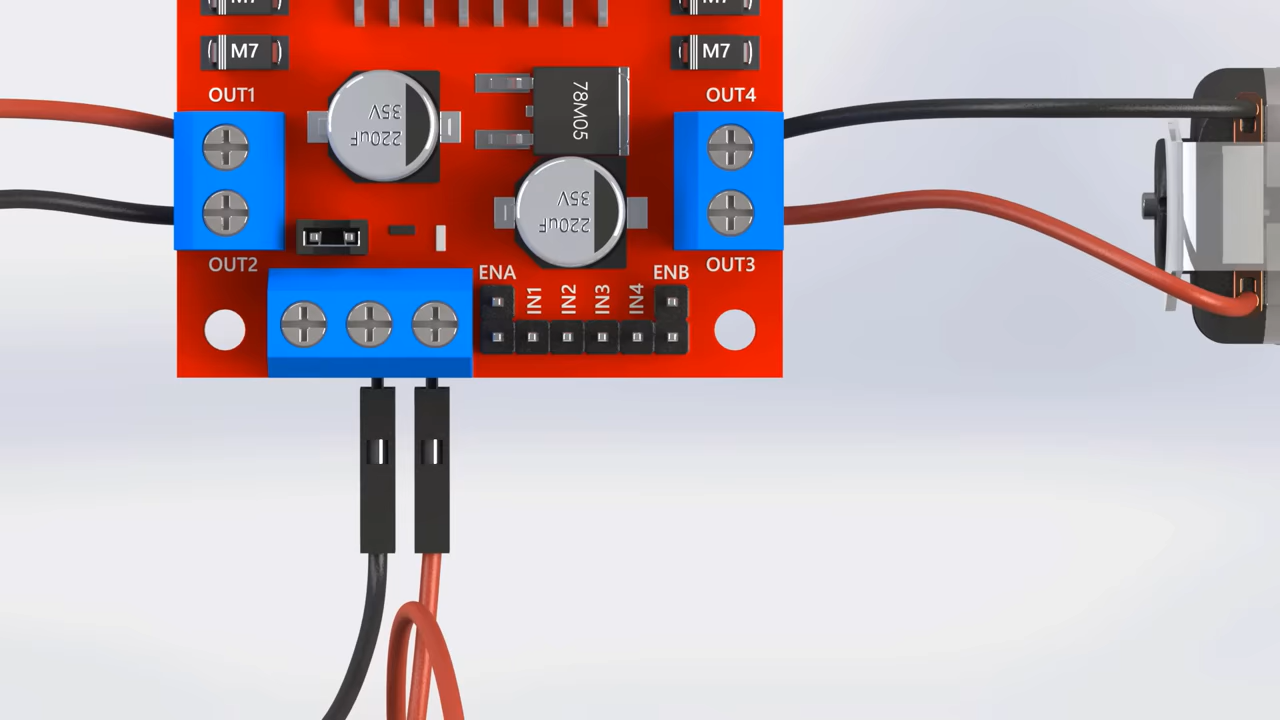 M7
M7
OUT1
OUT4
35V
220uF
78M05
35V
220uF
OUT2
ENA
ENB
OUT3
IN1
IN2
IN3
IN4